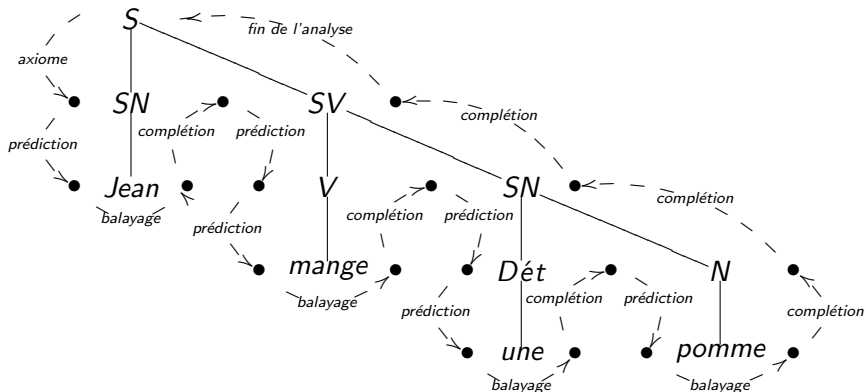 S fin de l'analyse
axiome
SN SV
complétion prédiction complétion
prédiction
Jean V SN
balayage complétion prédiction complétion
prédiction
mange Dét N
balayage complétion prédiction
prédiction complétion
une pomme
balayage balayage